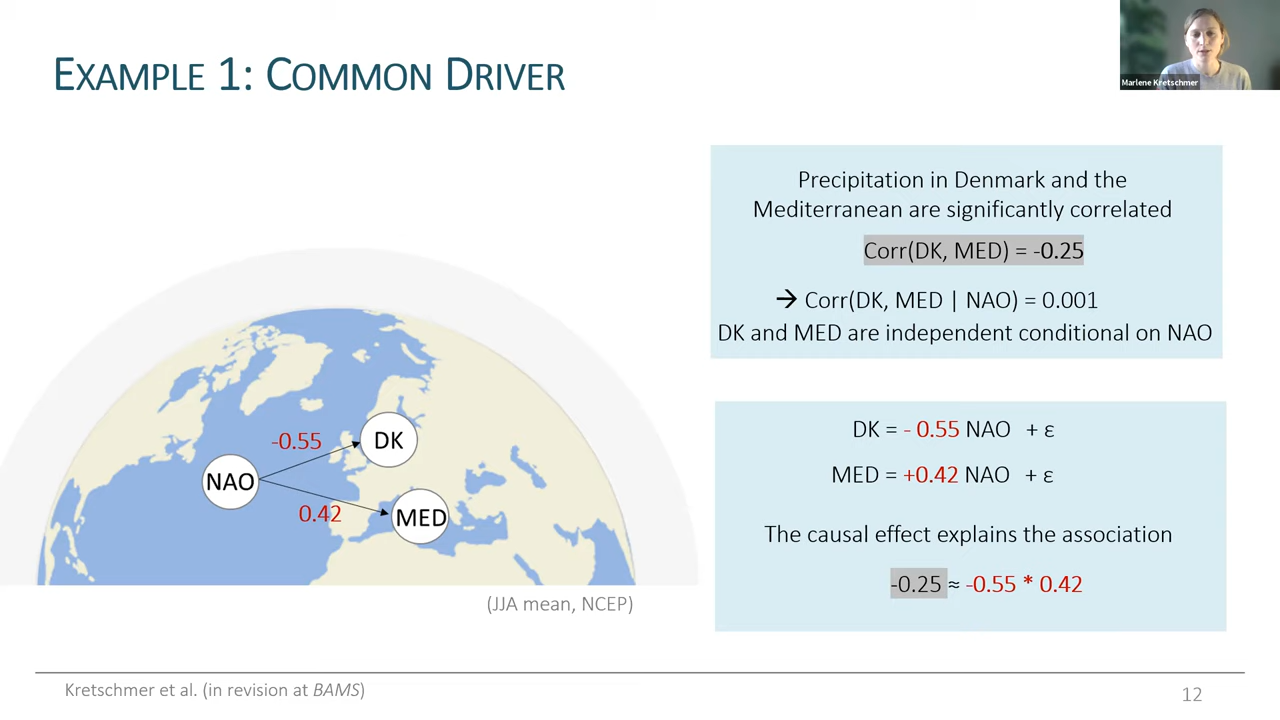 EXAMPLE 1: COMMON DRIVER
Marlene Kretschmer
Precipitation in Denmark and the
Mediterranean are significantly correlated
Corr(DK, MED) = -0.25
→ Corr(DK, MED | NAO) = 0.001
DK and MED are independent conditional on NAO
-0.55
DK
NAO
0.42
MED
DK = - 0.55 NAO + ε
MED = +0.42 NAO + ε
The causal effect explains the association
-0.25 ≈ -0.55 * 0.42
(JJA mean, NCEP)
Kretschmer et al. (in revision at BAMS)
12